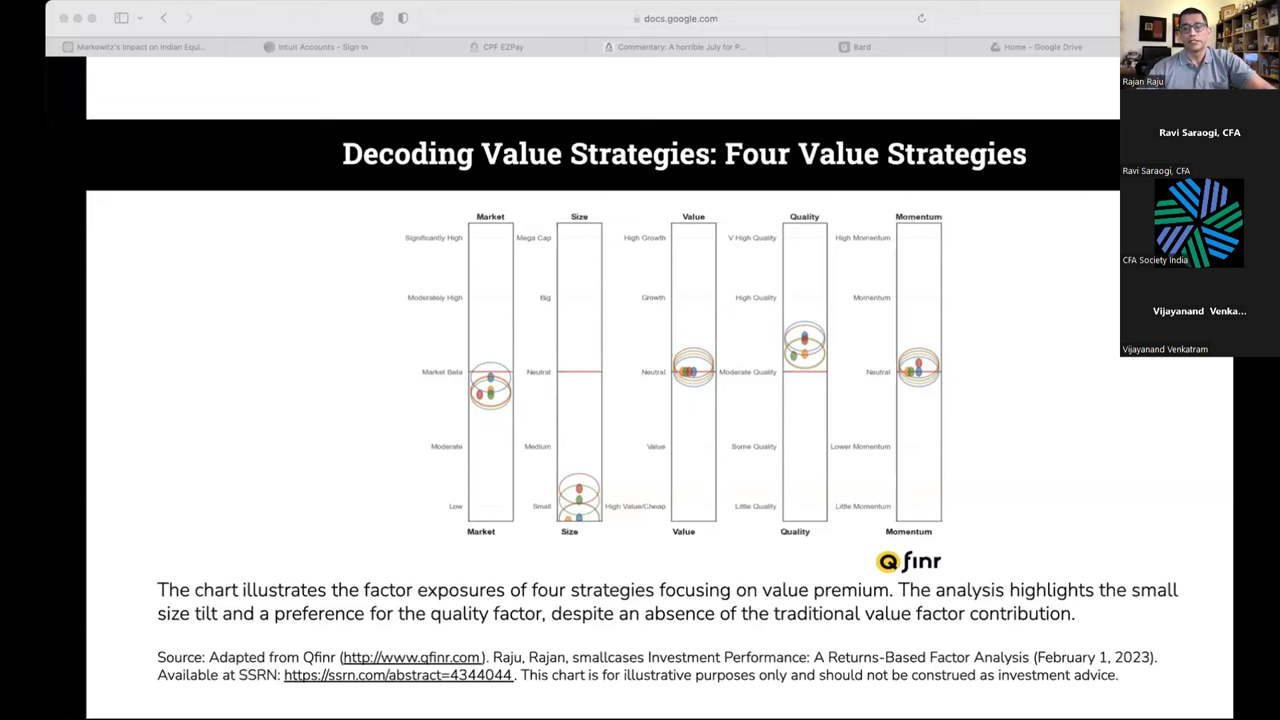 docs.google.com
Markowitz's Impact on Indian Equi...
Intuit Accounts - Sign In
CPF EZPay
Commentary: A horrible July for P...
Bard
Home - Google Drive
Rajan Raju
Ravi Saraogi, CFA
Ravi Saraogi, CFA
CFA Society India
Vijayanand Venka...
Vijayanand Venkatram
Decoding Value Strategies: Four Value Strategies
Market Size Value Quality Momentum
Significantly High Mega Cap High Growth V High Quality High Momentum
Moderately High Big Growth High Quality Momentum
Market Beta Neutral Neutral Moderate Quality Neutral
Moderate Medium Value Some Quality Lower Momentum
Low Small High Value/Cheap Little Quality Little Momentum
Market Size Value Quality Momentum
Qfinr
The chart illustrates the factor exposures of four strategies focusing on value premium. The analysis highlights the small
size tilt and a preference for the quality factor, despite an absence of the traditional value factor contribution.
Source: Adapted from Qfinr (http://www.qfinr.com). Raju, Rajan, smallcases Investment Performance: A Returns-Based Factor Analysis (February 1, 2023).
Available at SSRN: https://ssrn.com/abstract=4344044. This chart is for illustrative purposes only and should not be construed as investment advice.